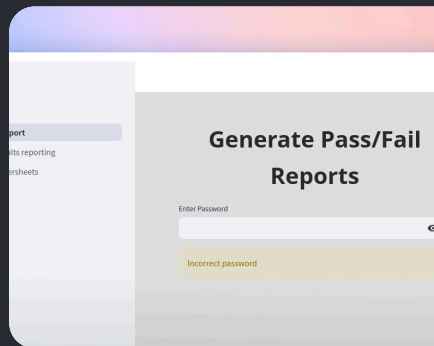 port
lts reporting
ersheets
Generate Pass/Fail
Reports
Enter Password
Incorrect password